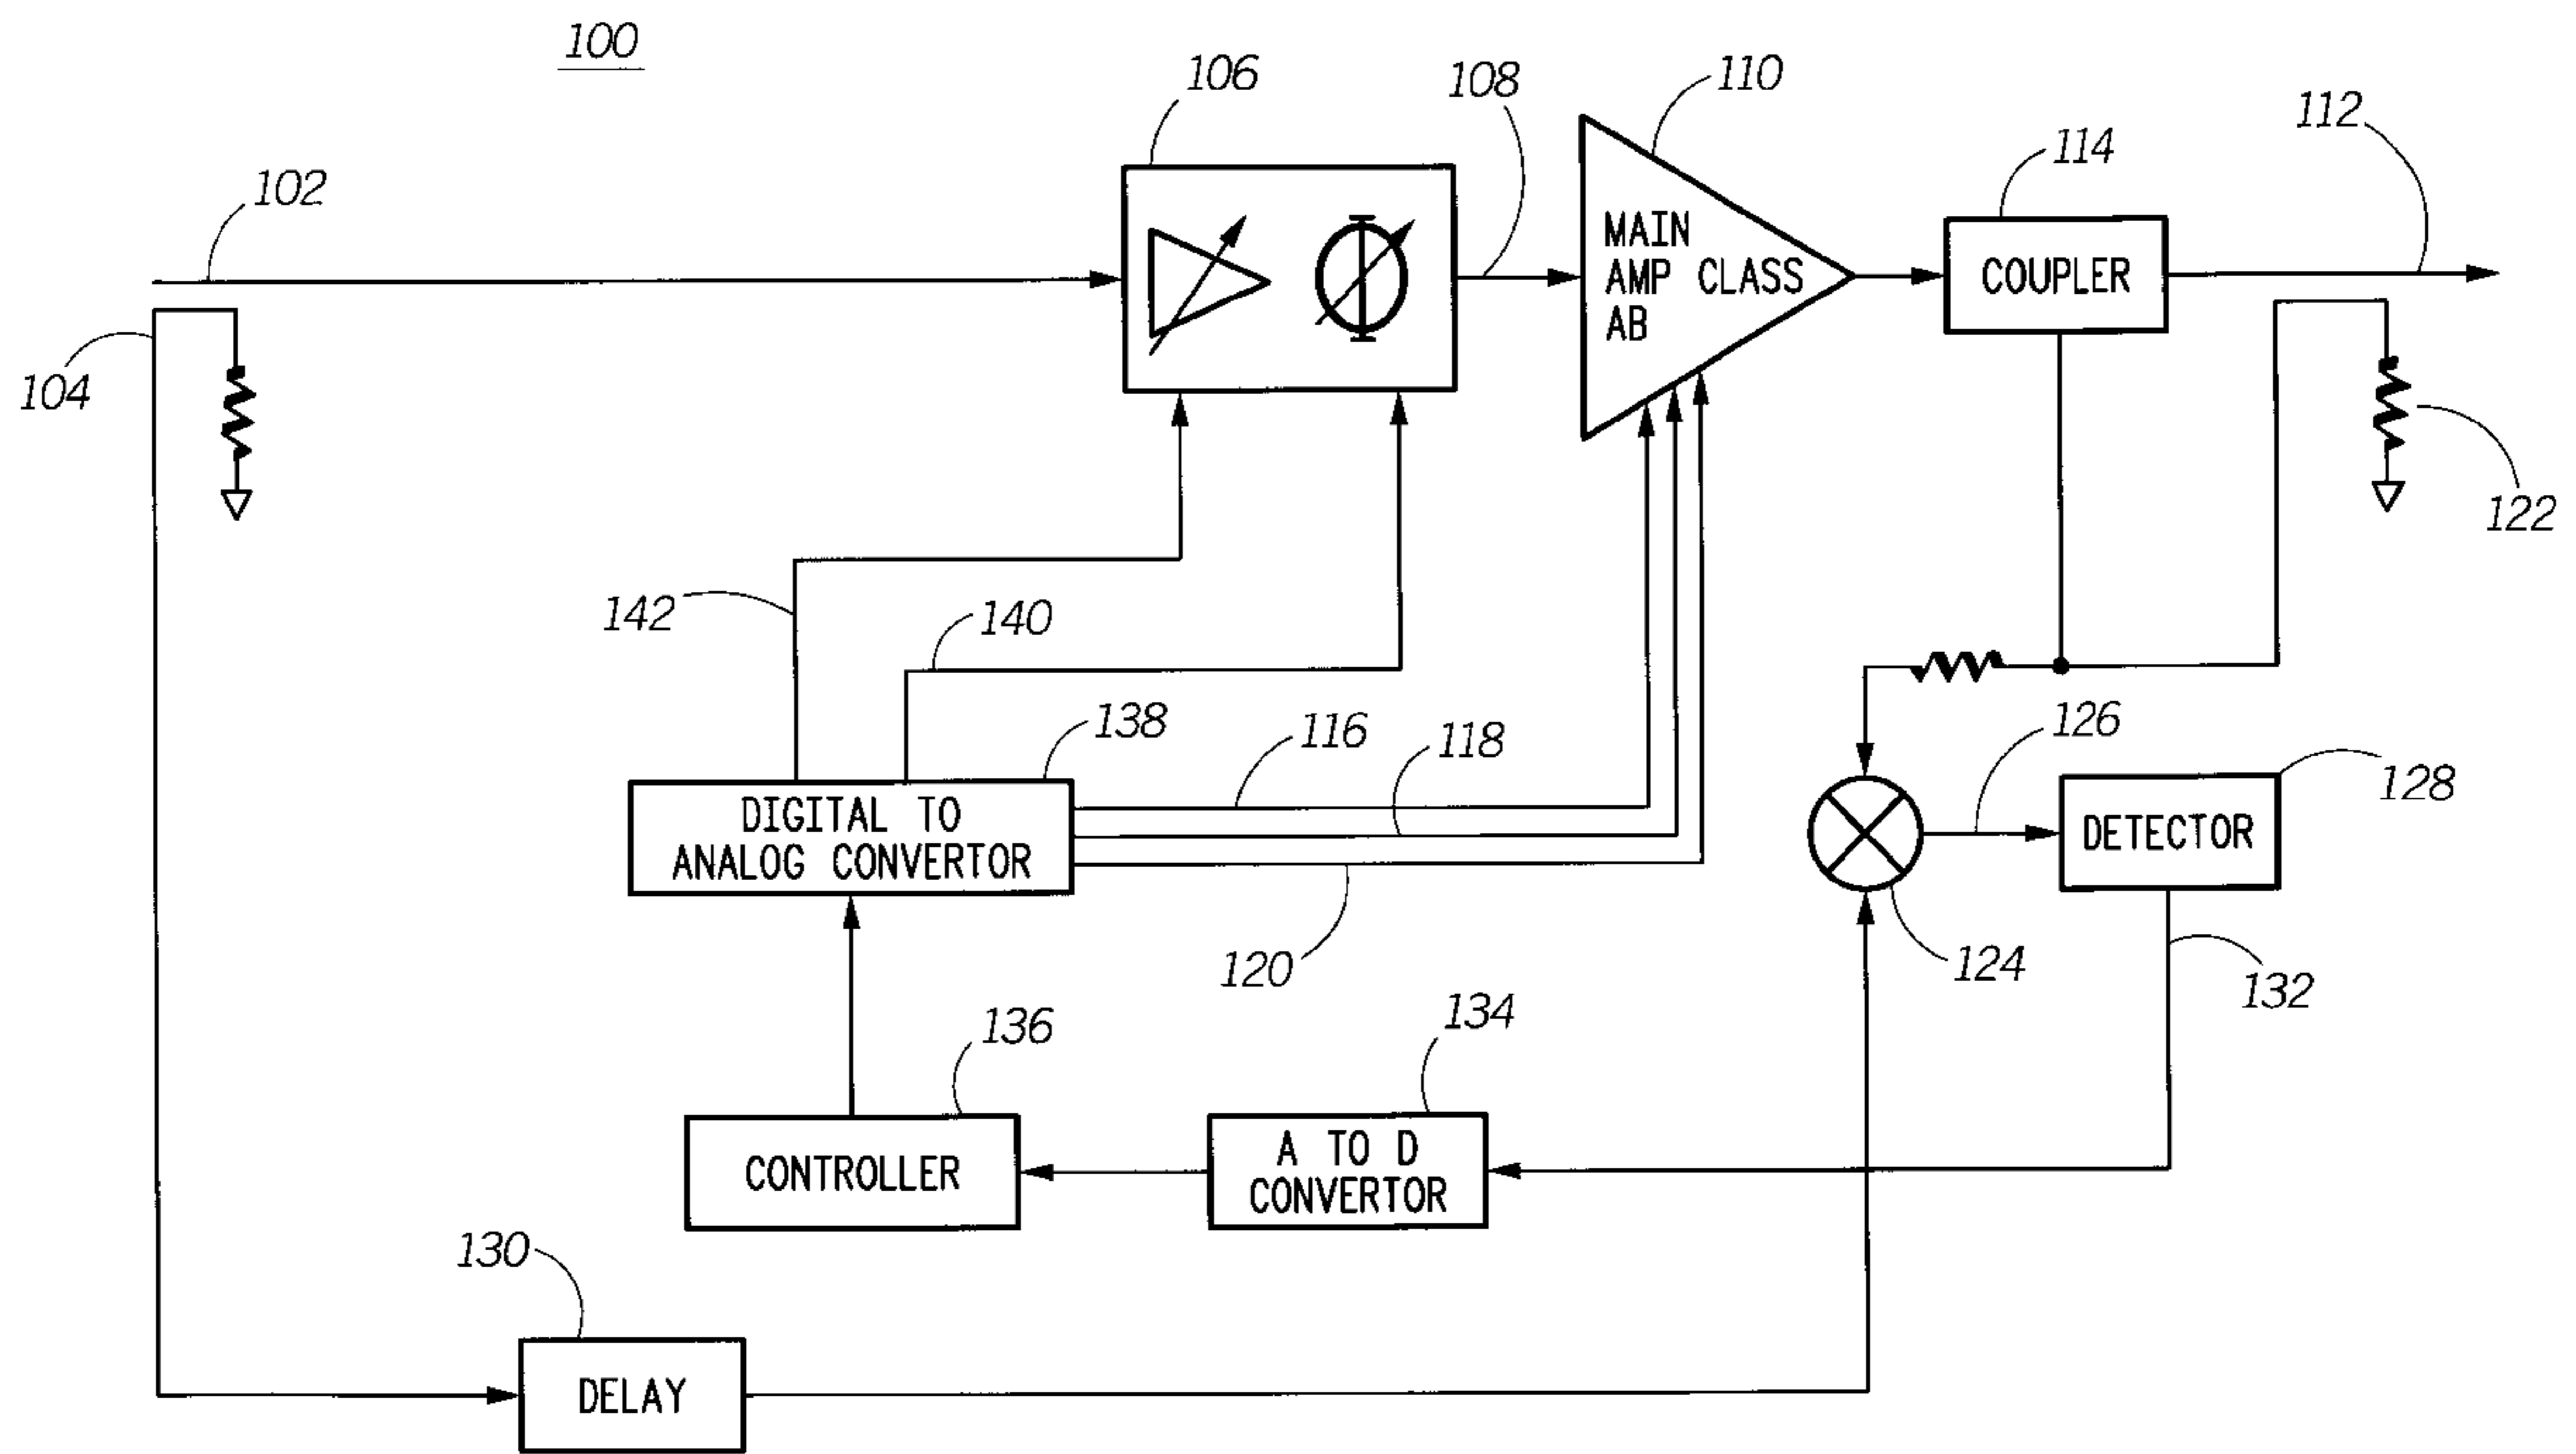 100
106
108
110
112
114
102
MAIN
AMP CLASS
AB
COUPLER
104
122
142
140
138
116
118
126
128
DIGITAL TO
ANALOG CONVERTOR
DETECTOR
120
124
132
136
134
CONTROLLER
A TO D
CONVERTOR
130
DELAY